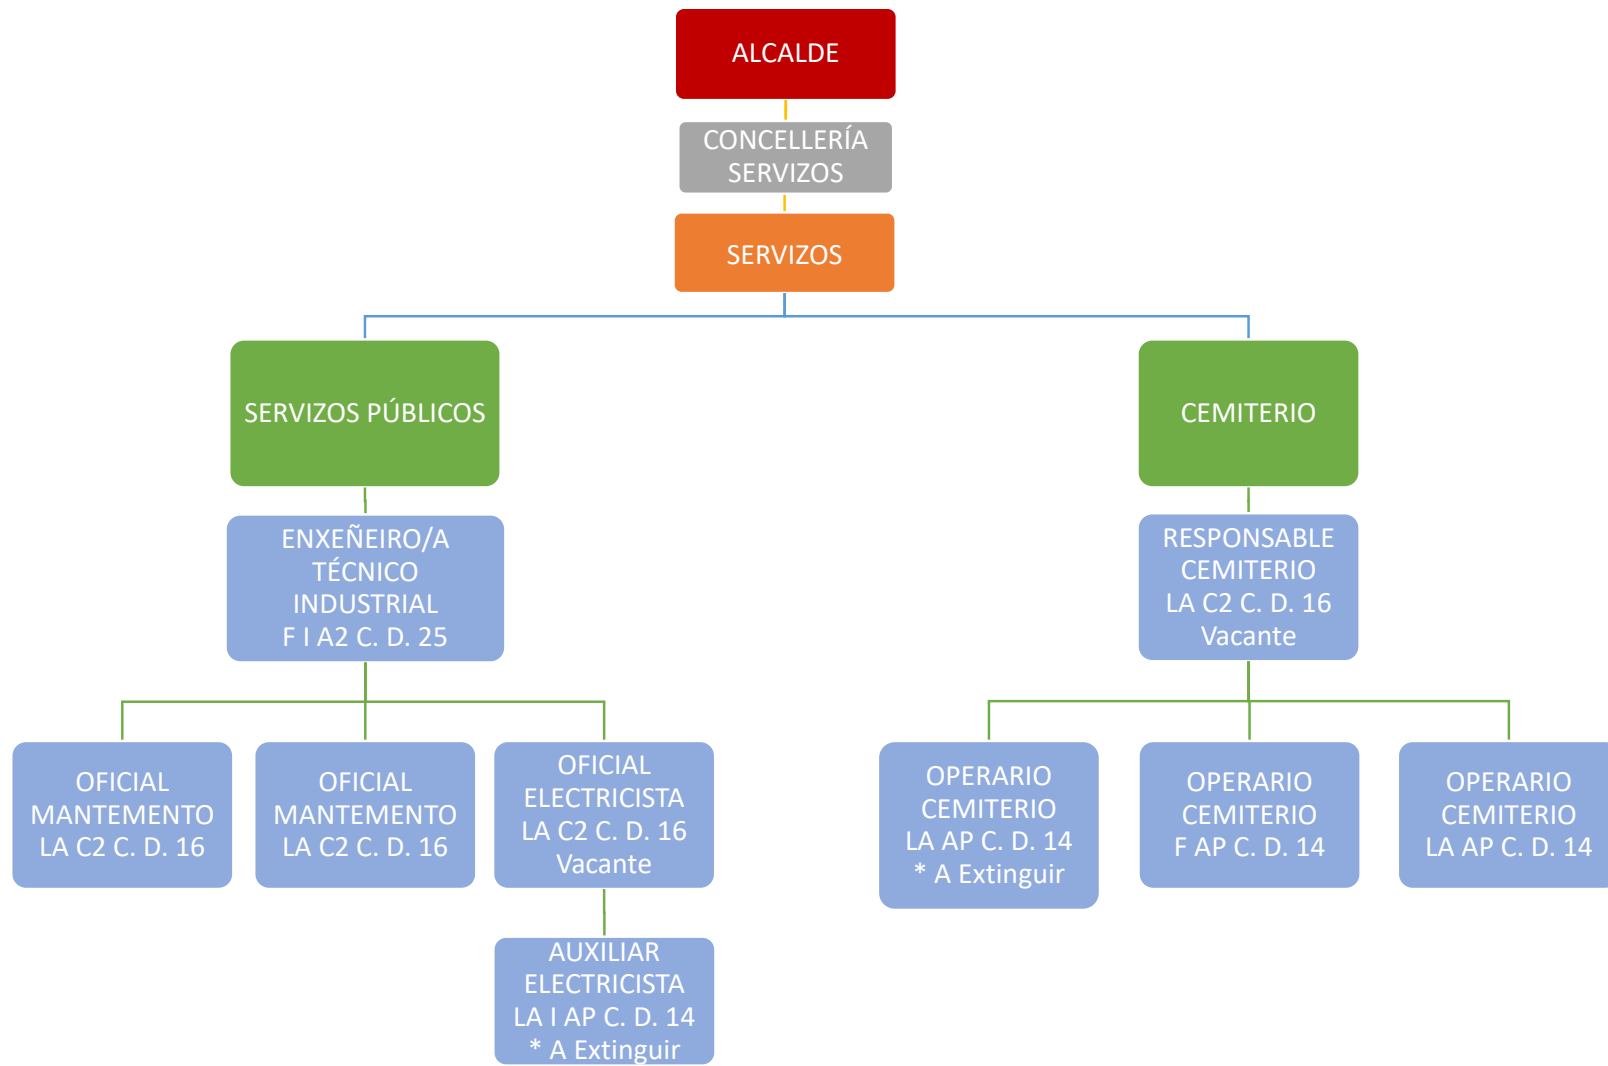 ALCALDE
CONCELLERÍA
SERVIZOS
SERVIZOS
SERVIZOS PÚBLICOS
CEMITERIO
ENXEÑEIRO/A
TÉCNICO
INDUSTRIAL
F I A2 C. D. 25
RESPONSABLE
CEMITERIO
LA C2 C. D. 16
Vacante
OFICIAL
MANTEMENTO
LA C2 C. D. 16
OFICIAL
MANTEMENTO
LA C2 C. D. 16
OFICIAL
ELECTRICISTA
LA C2 C. D. 16
Vacante
OPERARIO
CEMITERIO
LA AP C. D. 14
* A Extinguir
OPERARIO
CEMITERIO
F AP C. D. 14
OPERARIO
CEMITERIO
LA AP C. D. 14
AUXILIAR
ELECTRICISTA
LA I AP C. D. 14
* A Extinguir